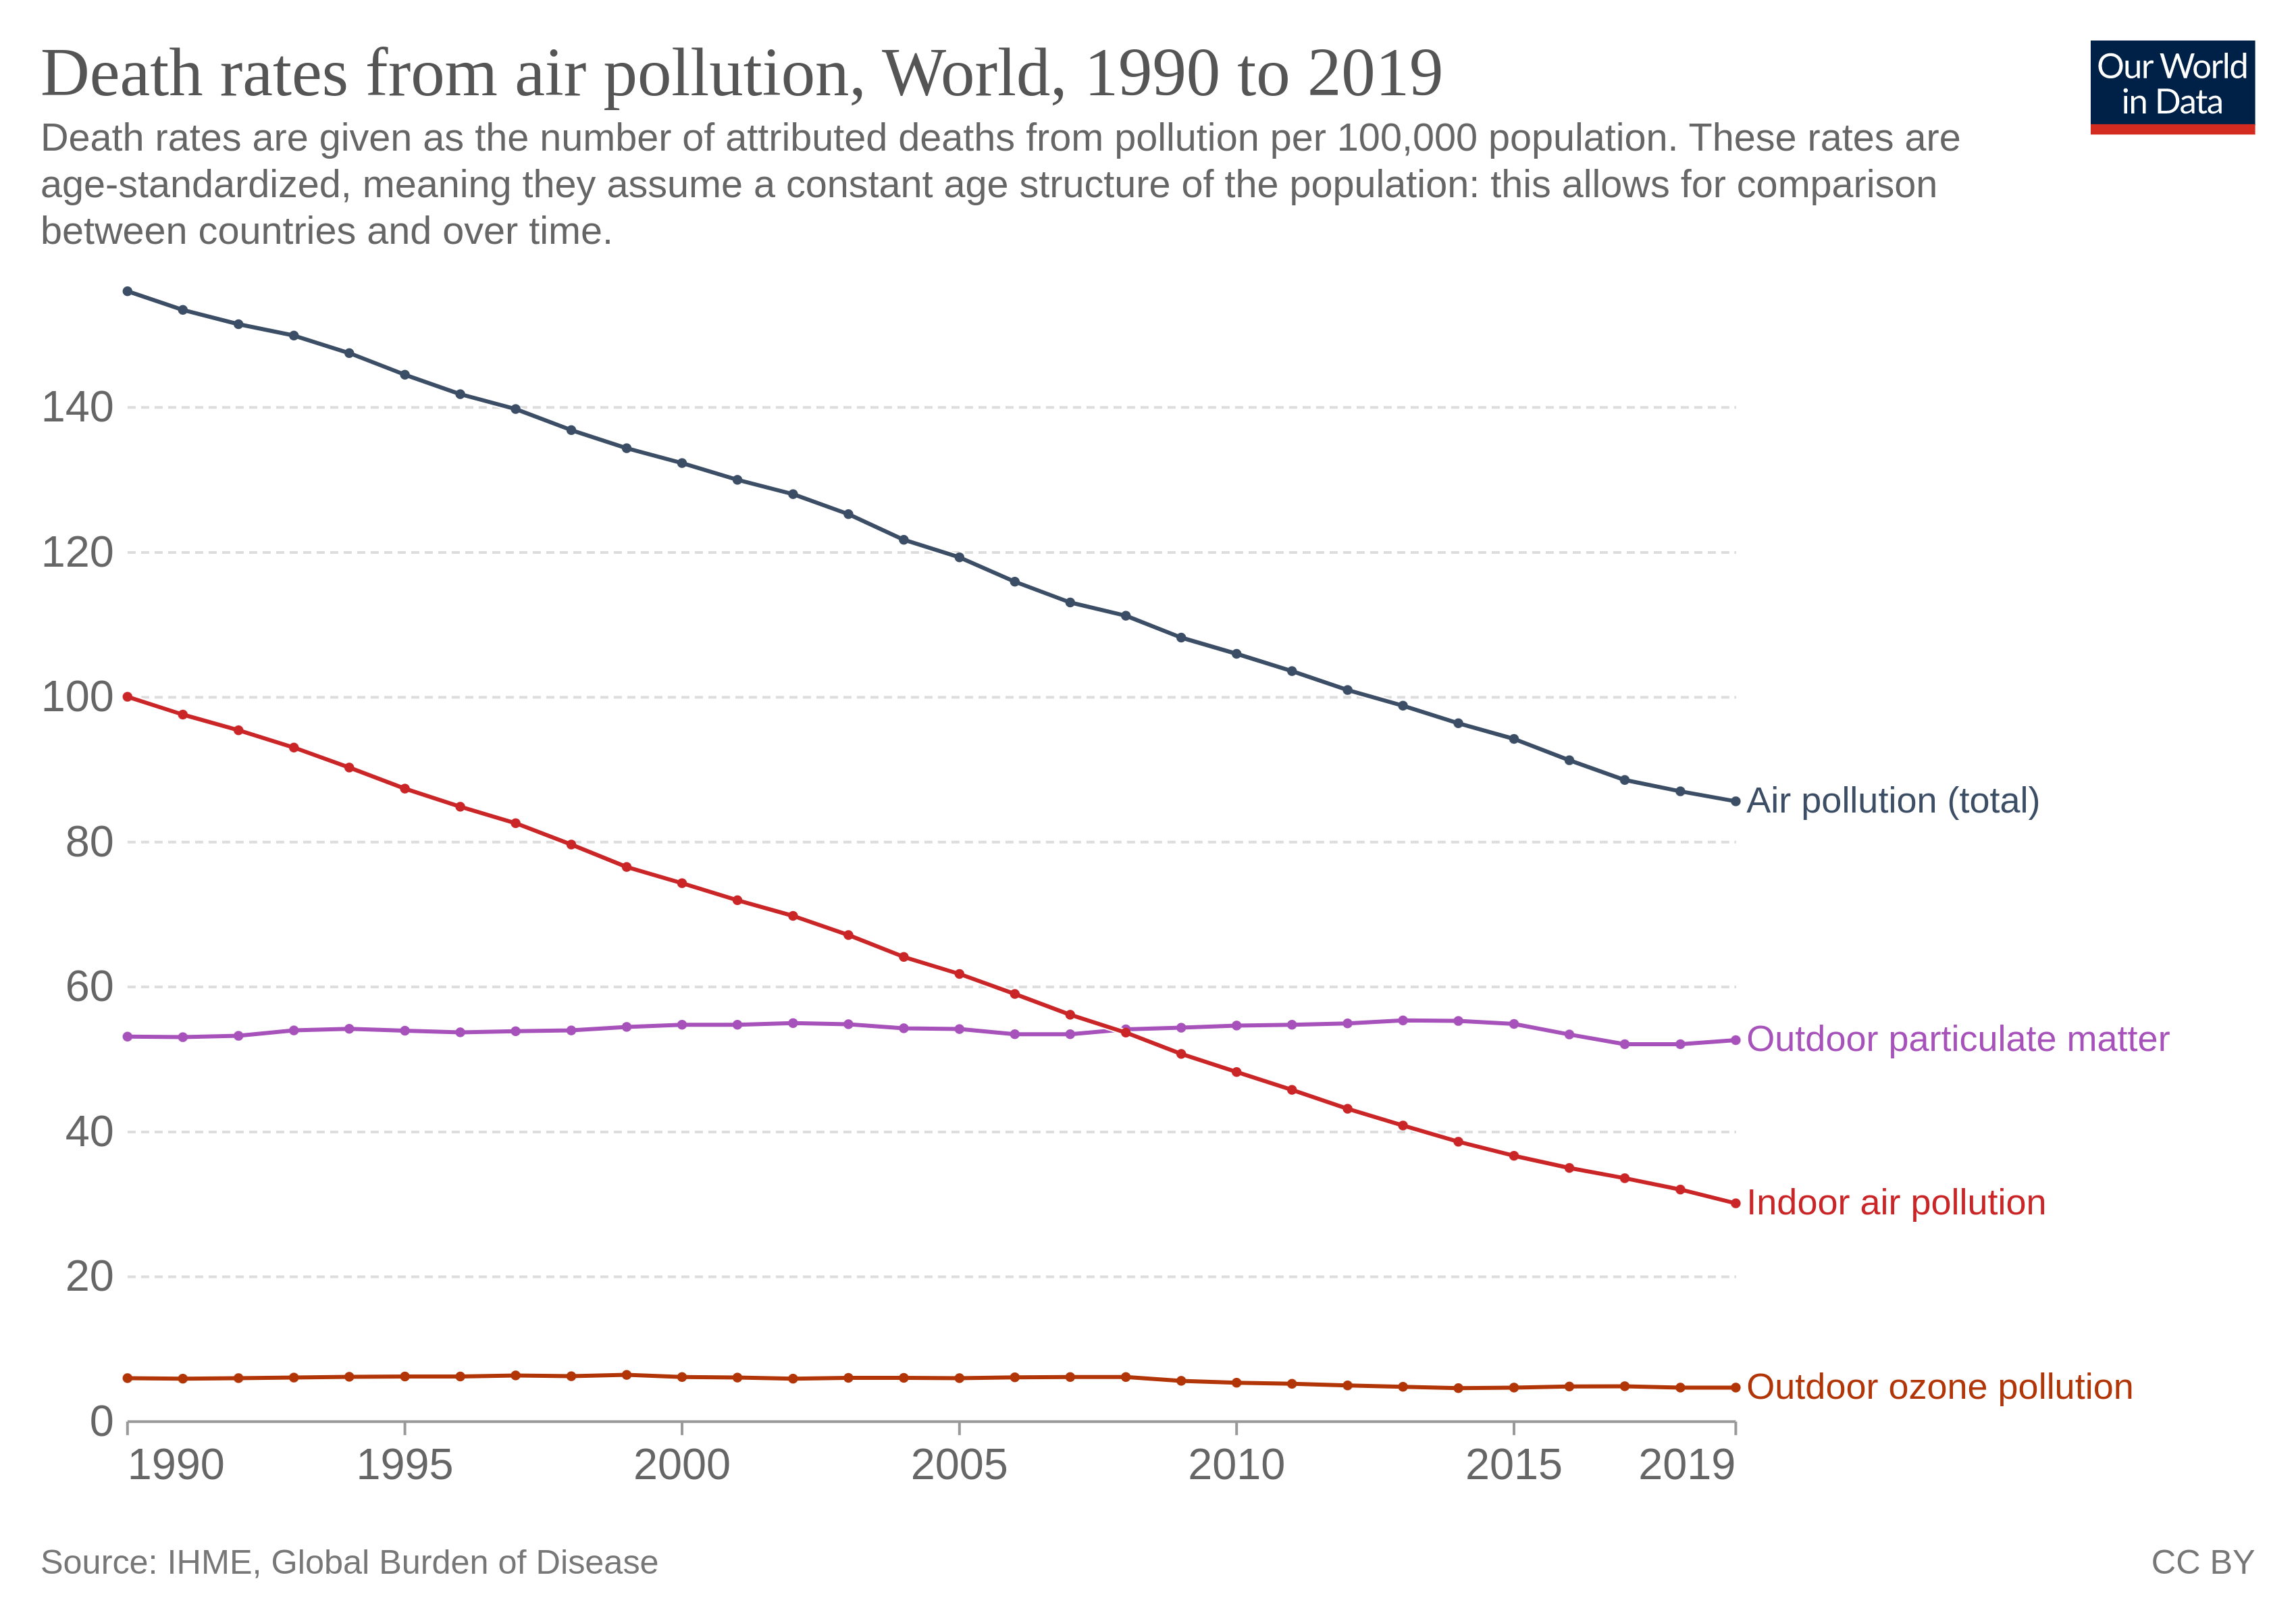 Death rates from air pollution, World, 1990 to 2019
Our World
in Data
Death rates are given as the number of attributed deaths from pollution per 100,000 population. These rates are
age-standardized, meaning they assume a constant age structure of the population: this allows for comparison
between countries and over time.
140
120
100
80
Air pollution (total)
60
Outdoor particulate matter
40
Indoor air pollution
20
Outdoor ozone pollution
0
1990 1995 2000 2005 2010 2015 2019
Source: IHME, Global Burden of Disease
CC BY